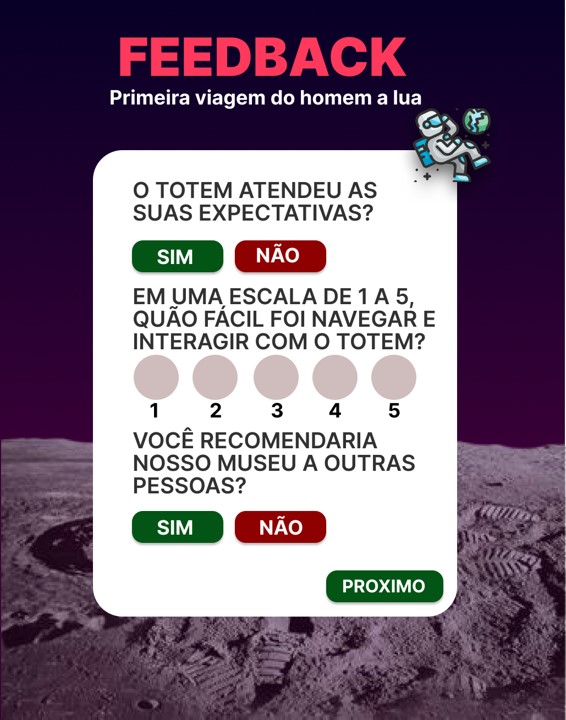 FEEDBACK
Primeira viagem do homem a lua
O TOTEM ATENDEU AS
SUAS EXPECTATIVAS?
SIM NÃO
EM UMA ESCALA DE 1 A 5,
QUÃO FÁCIL FOI NAVEGAR E
INTERAGIR COM O TOTEM?
1 2 3 4 5
VOCÊ RECOMENDARIA
NOSSO MUSEU A OUTRAS
PESSOAS?
SIM NÃO
PROXIMO